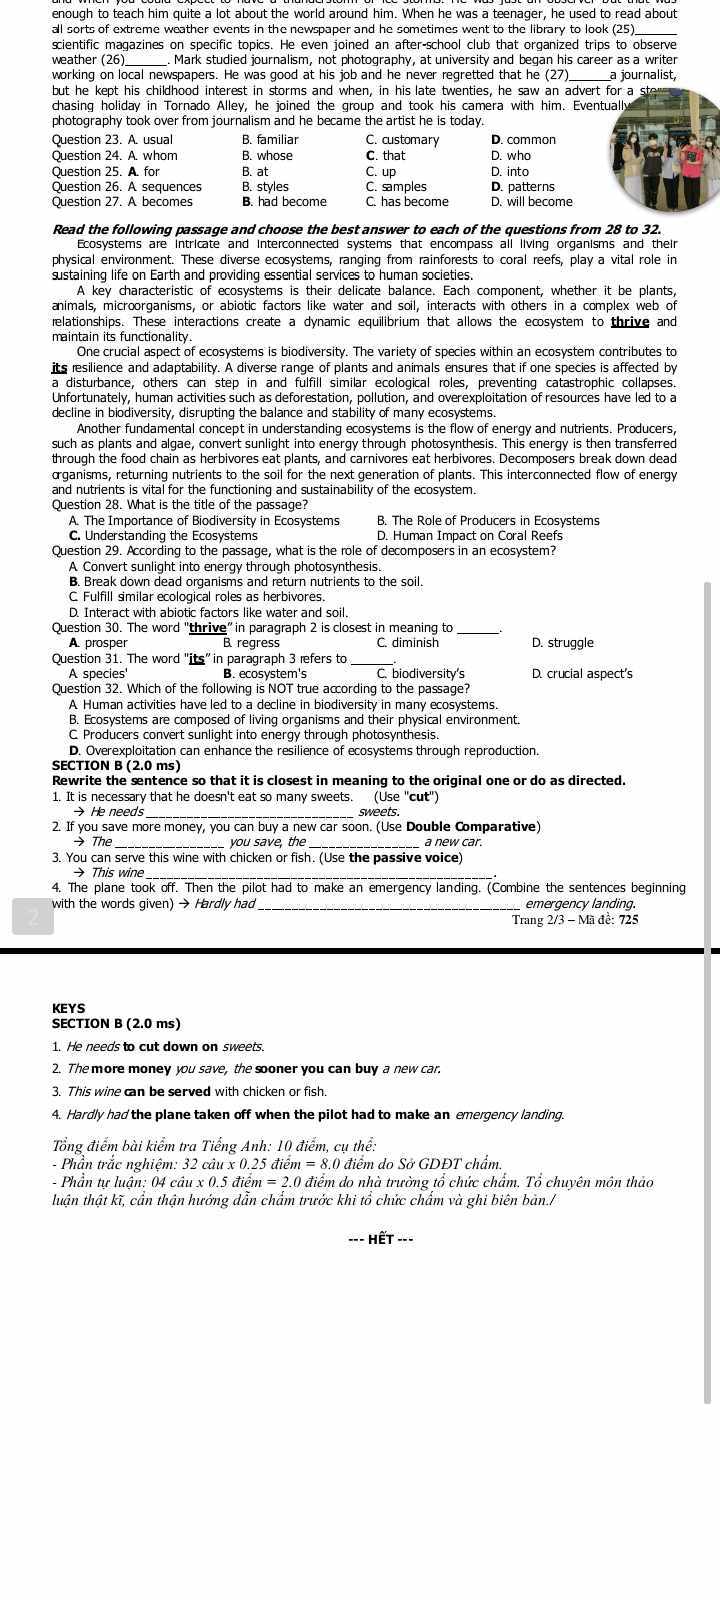 enough to teach him quite a lot about the world around him. When he was a teenager, he used to read about
all sorts of extreme weather events in the newspaper and he sometimes went to the library to look (25)______
scientific magazines on specific topics. He even joined an after-school club that organized trips to observe
weather (26)______. Mark studied journalism, not photography, at university and began his career as a writer
working on local newspapers. He was good at his job and he never regretted that he (27)______a journalist,
but he kept his childhood interest in storms and when, in his late twenties, he saw an advert for a
chasing holiday in Tornado Alley, he joined the group and took his camera with him. Eventually
photography took over from journalism and he became the artist he is today.
Question 23. A. usual B. familiar C. customary D. common
Question 24. A. whom B. whose C. that D. who
Question 25. A. for B. at C. up D. into
Question 26. A. sequences B. styles C. samples D. patterns
Question 27. A. becomes B. had become C. has become D. will become
Read the following passage and choose the best answer to each of the questions from 28 to 32.
Ecosystems are intricate and interconnected systems that encompass all living organisms and their
physical environment. These diverse ecosystems, ranging from rainforests to coral reefs, play a vital role in
sustaining life on Earth and providing essential services to human societies.
A key characteristic of ecosystems is their delicate balance. Each component, whether it be plants,
animals, microorganisms, or abiotic factors like water and soil, interacts with others in a complex web of
relationships. These interactions create a dynamic equilibrium that allows the ecosystem to thrive and
maintain its functionality.
One crucial aspect of ecosystems is biodiversity. The variety of species within an ecosystem contributes to
its resilience and adaptability. A diverse range of plants and animals ensures that if one species is affected by
a disturbance, others can step in and fulfill similar ecological roles, preventing catastrophic collapses.
Unfortunately, human activities such as deforestation, pollution, and overexploitation of resources have led to a
decline in biodiversity, disrupting the balance and stability of many ecosystems.
Another fundamental concept in understanding ecosystems is the flow of energy and nutrients. Producers,
such as plants and algae, convert sunlight into energy through photosynthesis. This energy is then transferred
through the food chain as herbivores eat plants, and carnivores eat herbivores. Decomposers break down dead
organisms, returning nutrients to the soil for the next generation of plants. This interconnected flow of energy
and nutrients is vital for the functioning and sustainability of the ecosystem.
Question 28. What is the title of the passage?
A. The Importance of Biodiversity in Ecosystems B. The Role of Producers in Ecosystems
C. Understanding the Ecosystems D. Human Impact on Coral Reefs
Question 29. According to the passage, what is the role of decomposers in an ecosystem?
A. Convert sunlight into energy through photosynthesis.
B. Break down dead organisms and return nutrients to the soil.
C. Fulfill similar ecological roles as herbivores.
D. Interact with abiotic factors like water and soil.
Question 30. The word "thrive" in paragraph 2 is closest in meaning to ______.
A. prosper B. regress C. diminish D. struggle
Question 31. The word "its" in paragraph 3 refers to ______.
A. species' B. ecosystem's C. biodiversity's D. crucial aspect's
Question 32. Which of the following is NOT true according to the passage?
A. Human activities have led to a decline in biodiversity in many ecosystems.
B. Ecosystems are composed of living organisms and their physical environment.
C. Producers convert sunlight into energy through photosynthesis.
D. Overexploitation can enhance the resilience of ecosystems through reproduction.
SECTION B (2.0 ms)
Rewrite the sentence so that it is closest in meaning to the original one or do as directed.
1. It is necessary that he doesn't eat so many sweets. (Use "cut")
→ He needs ______________________________ sweets.
2. If you save more money, you can buy a new car soon. (Use Double Comparative)
→ The ________________ you save, the ________________ a new car.
3. You can serve this wine with chicken or fish. (Use the passive voice)
→ This wine__________________________________________________.
4. The plane took off. Then the pilot had to make an emergency landing. (Combine the sentences beginning
with the words given) → Hardly had ______________________________________ emergency landing.
2
Trang 2/3 – Mã đề: 725
KEYS
SECTION B (2.0 ms)
1. He needs to cut down on sweets.
2. The more money you save, the sooner you can buy a new car.
3. This wine can be served with chicken or fish.
4. Hardly had the plane taken off when the pilot had to make an emergency landing.
Tổng điểm bài kiểm tra Tiếng Anh: 10 điểm, cụ thể:
- Phần trắc nghiệm: 32 câu x 0.25 điểm = 8.0 điểm do Sở GDĐT chấm.
- Phần tự luận: 04 câu x 0.5 điểm = 2.0 điểm do nhà trường tổ chức chấm. Tổ chuyên môn thảo
luận thật kĩ, cẩn thận hướng dẫn chấm trước khi tổ chức chấm và ghi biên bản./
--- HẾT ---